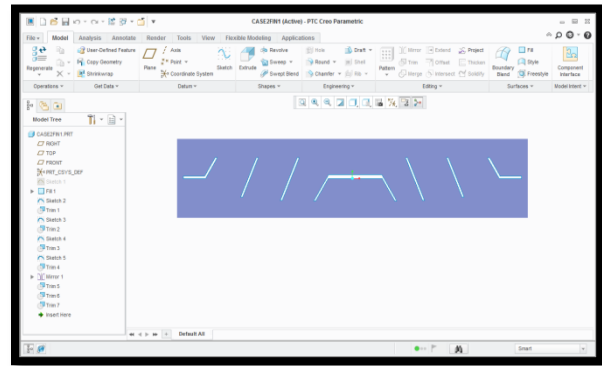 CASE2FIN1 (Active) - PTC Creo Parametric
File Model Analysis Annotate Render Tools View Flexible Modeling Applications
Regenerate User-Defined Feature Copy Geometry Shrinkwrap
Plane Axis Point Coordinate System Sketch
Extrude Revolve Sweep Swept Blend
Hole Round Chamfer Draft Shell Rib
Pattern Mirror Trim Merge Extend Offset Intersect Project Thicken Solidify
Boundary Blend Fill Style Freestyle
Component Interface
Operations Get Data Datum Shapes Engineering Editing Surfaces Model Intent
Model Tree
CASE2FIN1.PRT
RIGHT
TOP
FRONT
PRT_CSYS_DEF
Sketch 1
Fill 1
Sketch 2
Trim 1
Sketch 3
Trim 2
Sketch 4
Trim 3
Sketch 5
Trim 4
Mirror 1
Trim 5
Trim 6
Trim 7
Insert Here
Default All
Smart